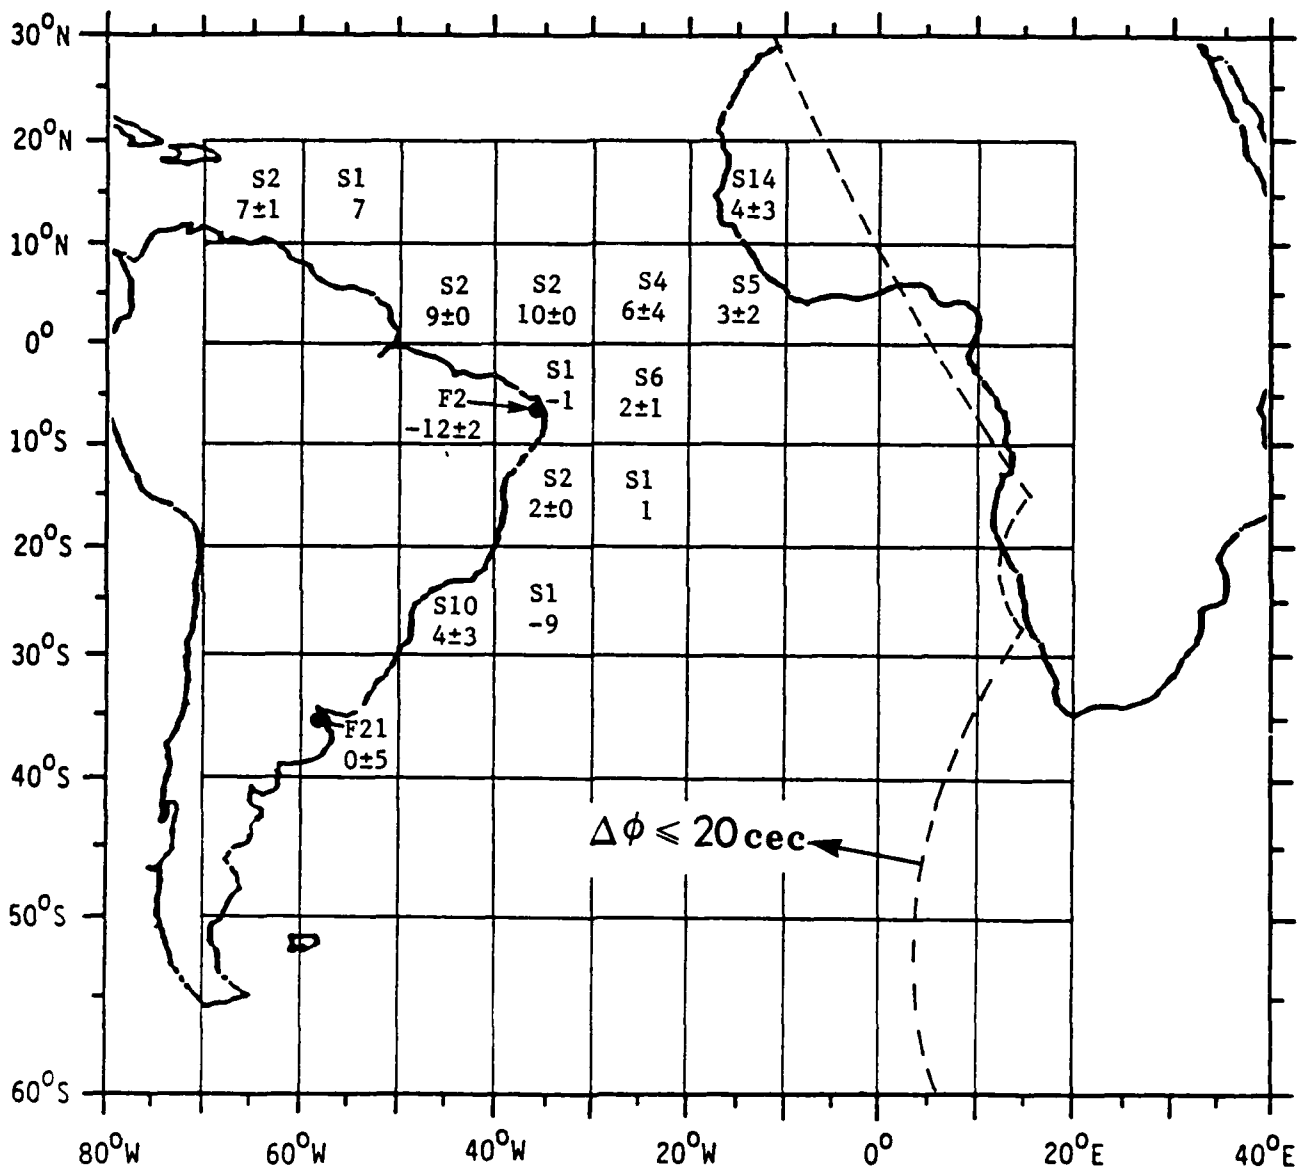 30°N
20°N
S2
S1
S14
7±1
7
4±3
10°N
S2
S2
S4
S5
9±0
10±0
6±4
3±2
0°
S1
S6
F2
-1
2±1
-12±2
10°S
S2
S1
2±0
1
20°S
S10
S1
4±3
-9
30°S
F21
0±5
40°S
Δϕ ⩽ 20 cec
50°S
60°S
80°W
60°W
40°W
20°W
0°
20°E
40°E